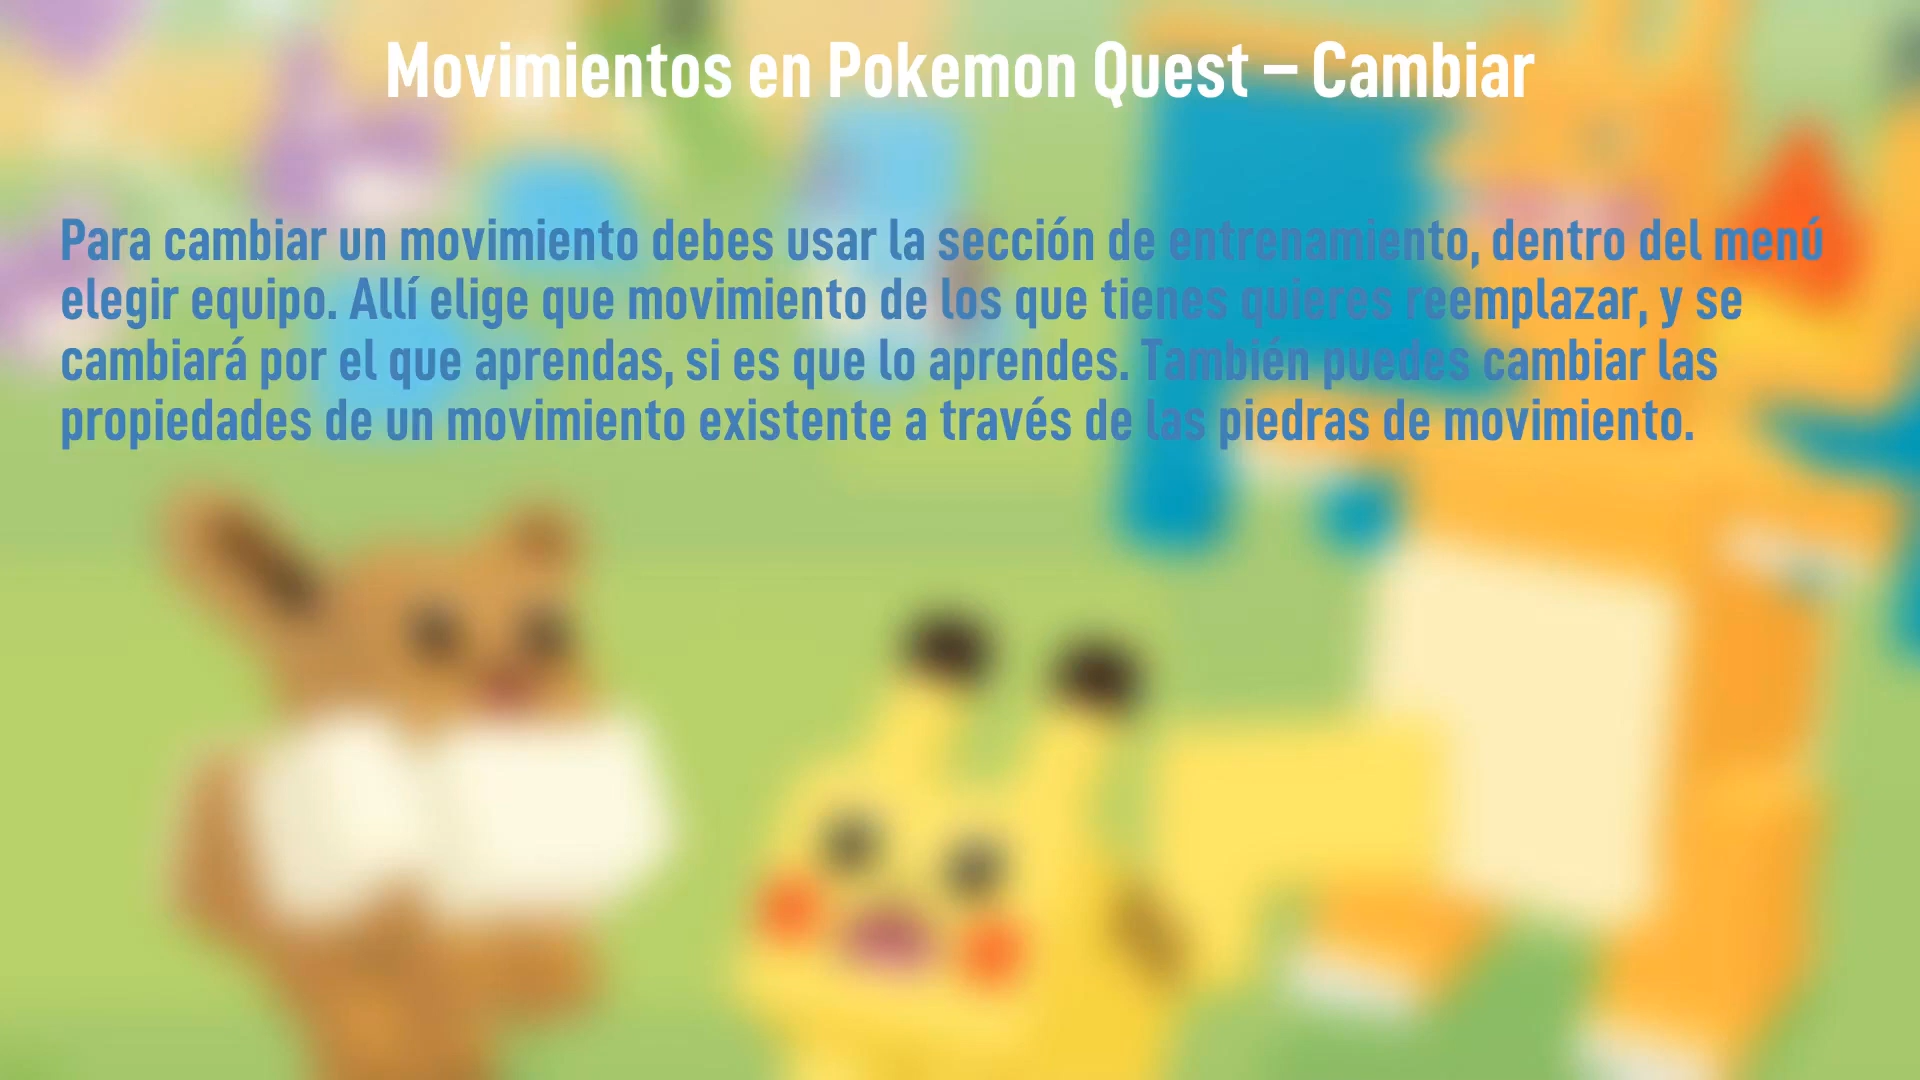 Movimientos en Pokemon Quest – Cambiar
Para cambiar un movimiento debes usar la sección de entrenamiento, dentro del menú
elegir equipo. Allí elige que movimiento de los que tienes quieres reemplazar, y se
cambiará por el que aprendas, si es que lo aprendes. También puedes cambiar las
propiedades de un movimiento existente a través de las piedras de movimiento.